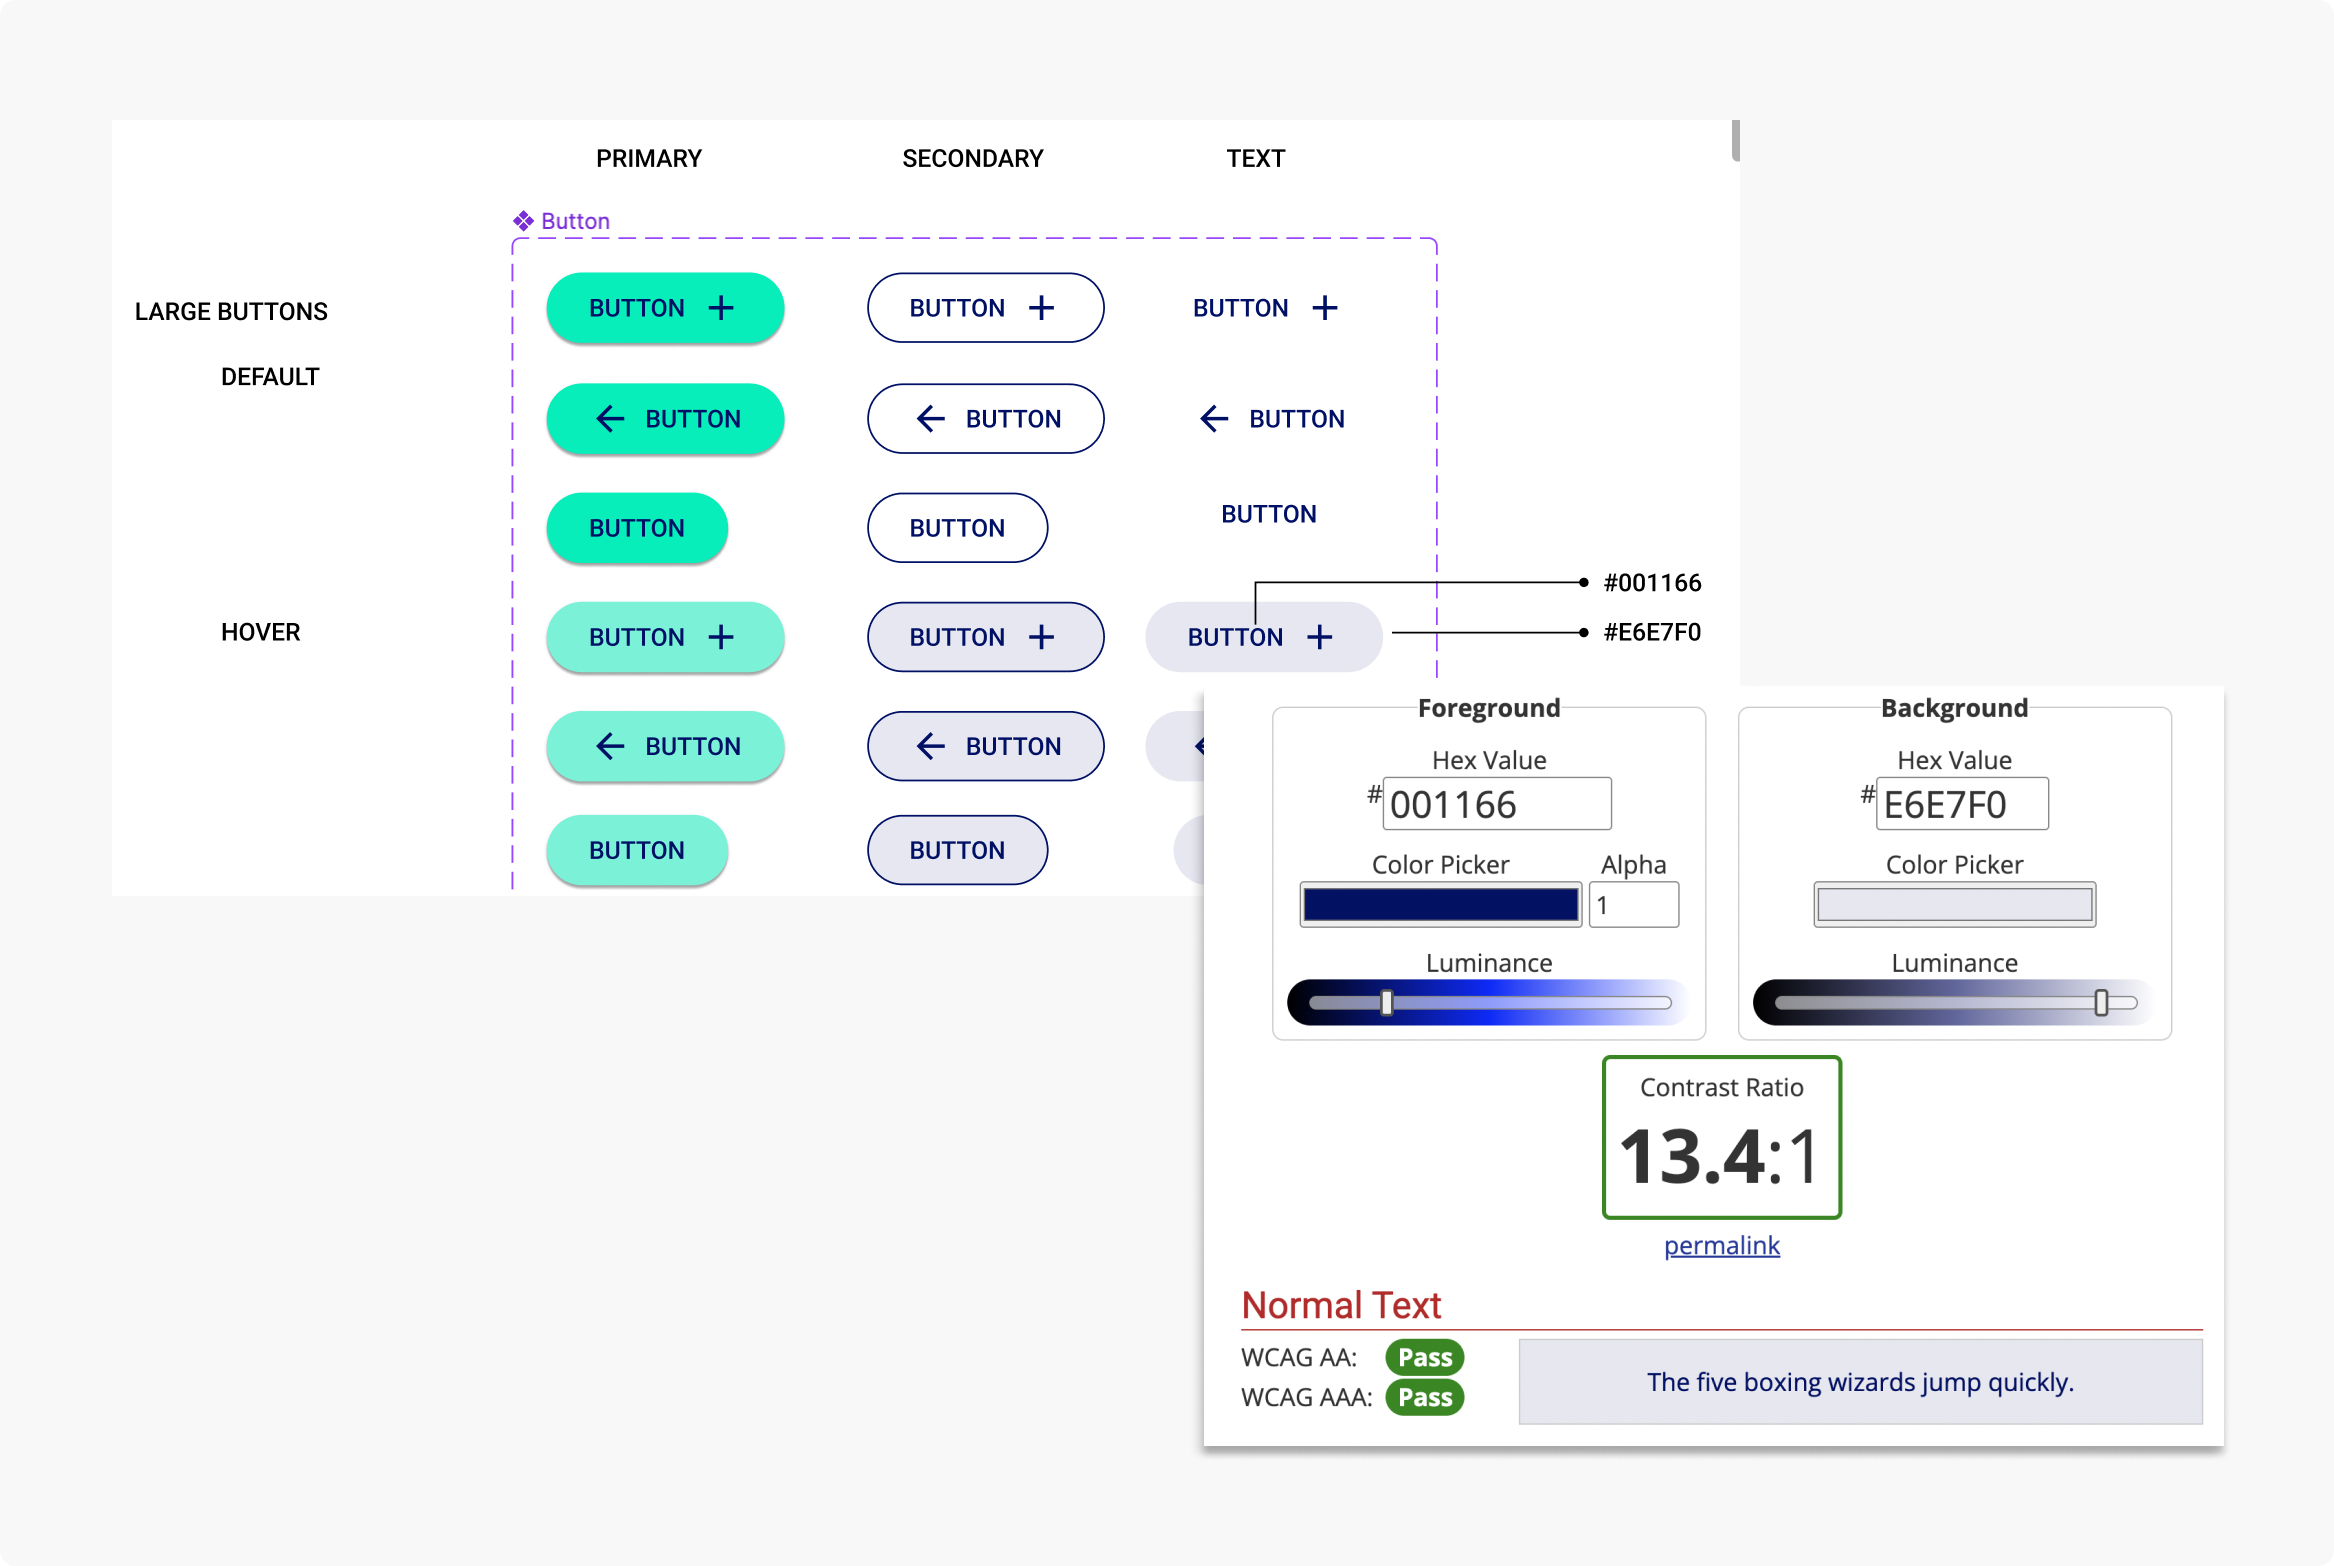 PRIMARY SECONDARY TEXT
Button
LARGE BUTTONS
BUTTON BUTTON BUTTON
DEFAULT
BUTTON BUTTON BUTTON
BUTTON BUTTON BUTTON
#001166
HOVER
BUTTON BUTTON BUTTON
#E6E7F0
BUTTON BUTTON
BUTTON BUTTON
Foreground
Hex Value
#001166
Color Picker Alpha
1
Luminance
Background
Hex Value
#E6E7F0
Color Picker
Luminance
Contrast Ratio
13.4:1
permalink
Normal Text
WCAG AA: Pass
WCAG AAA: Pass
The five boxing wizards jump quickly.